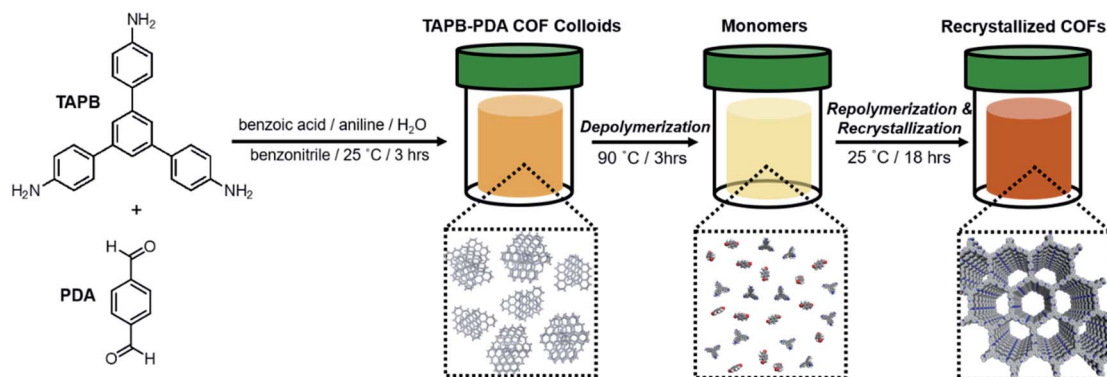 NH₂
TAPB
H₂N
NH₂
+
H
O
PDA
O
H
benzoic acid / aniline / H₂O
benzonitrile / 25 ˚C / 3 hrs
TAPB-PDA COF Colloids
Depolymerization
90 ˚C / 3hrs
Monomers
Repolymerization &
Recrystallization
25 ˚C / 18 hrs
Recrystallized COFs